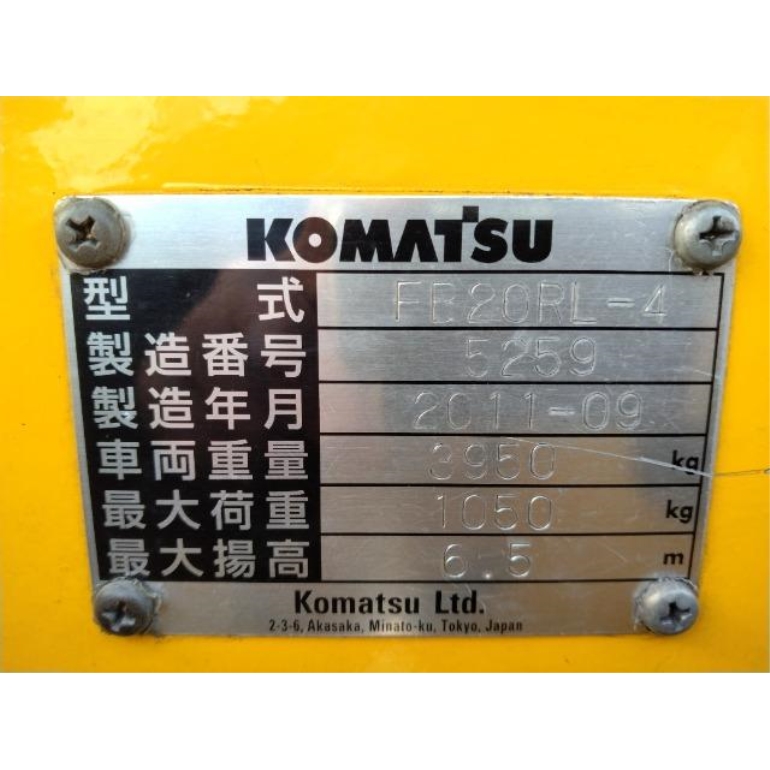 KOMATSU
型式 FB20RL-4
製造番号 5259
製造年月 2011-09
車両重量 3950 kg
最大荷重 1050 kg
最大揚高 6.5 m
Komatsu Ltd.
2-3-6, Akasaka, Minato-ku, Tokyo, Japan